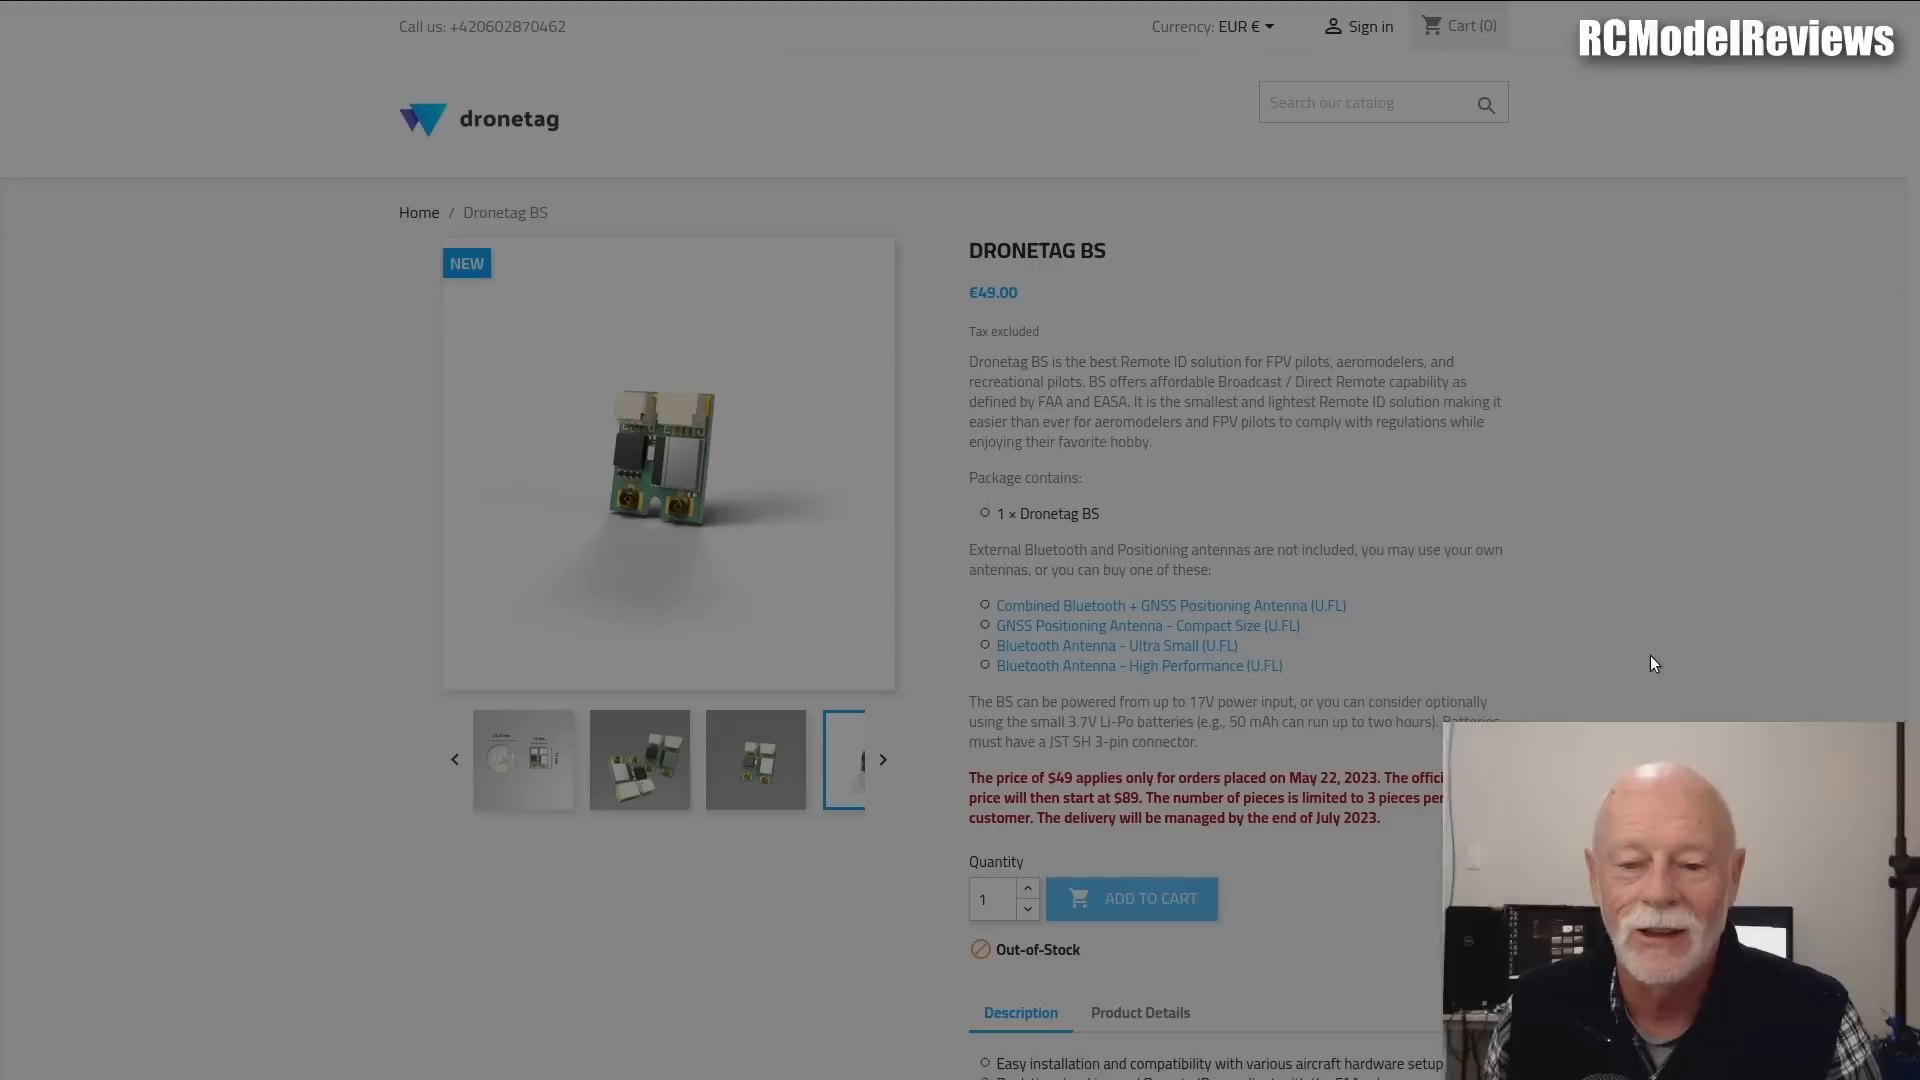 Call us: +420602870462
Currency: EUR €
Sign in
Cart (0)
RCModelReviews
dronetag
Search our catalog
Home / Dronetag BS
NEW
DRONETAG BS
€49.00
Tax excluded
Dronetag BS is the best Remote ID solution for FPV pilots, aeromodelers, and
recreational pilots. BS offers affordable Broadcast / Direct Remote capability as
defined by FAA and EASA. It is the smallest and lightest Remote ID solution making it
easier than ever for aeromodelers and FPV pilots to comply with regulations while
enjoying their favorite hobby.
Package contains:
1 × Dronetag BS
External Bluetooth and Positioning antennas are not included, you may use your own
antennas, or you can buy one of these:
Combined Bluetooth + GNSS Positioning Antenna (U.FL)
GNSS Positioning Antenna - Compact Size (U.FL)
Bluetooth Antenna - Ultra Small (U.FL)
Bluetooth Antenna - High Performance (U.FL)
The BS can be powered from up to 17V power input, or you can consider optionally
using the small 3.7V Li-Po batteries (e.g., 50 mAh can run up to two hours). Batteries
must have a JST SH 3-pin connector.
The price of $49 applies only for orders placed on May 22, 2023. The offici
price will then start at $89. The number of pieces is limited to 3 pieces per
customer. The delivery will be managed by the end of July 2023.
Quantity
1
ADD TO CART
Out-of-Stock
Description
Product Details
Easy installation and compatibility with various aircraft hardware setup